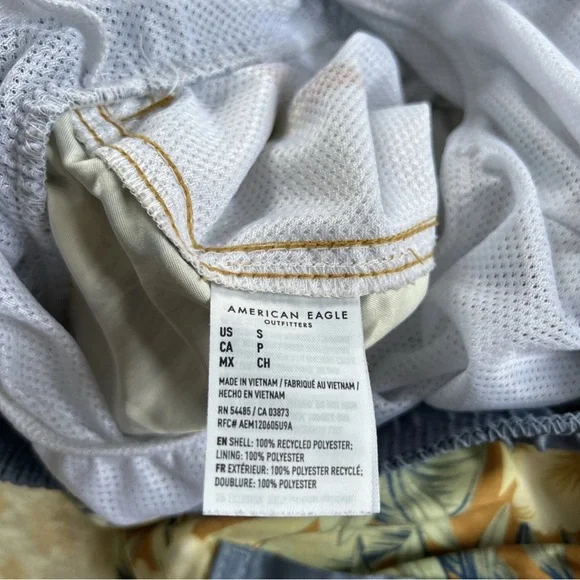 AMERICAN EAGLE
OUTFITTERS
US S
CA P
MX CH
MADE IN VIETNAM / FABRIQUÉ AU VIETNAM /
HECHO EN VIETNAM
RN 54485 / CA 03873
RFC# AEM120605U9A
EN SHELL: 100% RECYCLED POLYESTER;
LINING: 100% POLYESTER
FR EXTÉRIEUR: 100% POLYESTER RECYCLÉ;
DOUBLURE: 100% POLYESTER